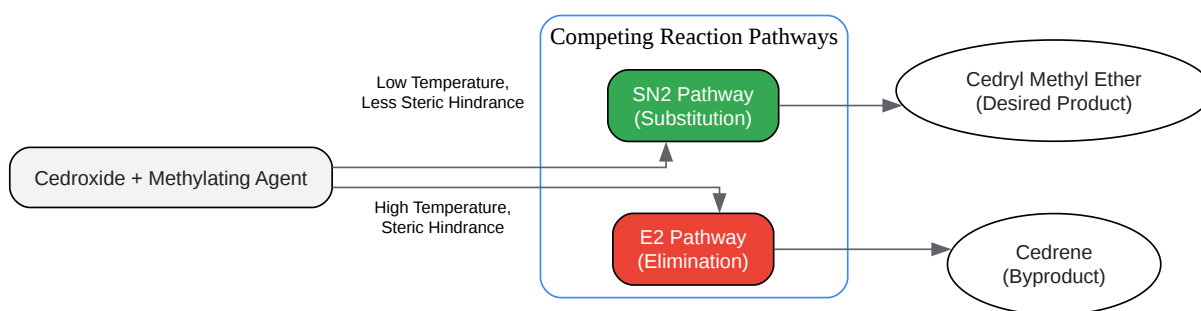 Competing Reaction Pathways
Low Temperature,
Less Steric Hindrance
SN2 Pathway
(Substitution)
Cedryl Methyl Ether
(Desired Product)
Cedroxide + Methylating Agent
High Temperature,
Steric Hindrance
E2 Pathway
(Elimination)
Cedrene
(Byproduct)